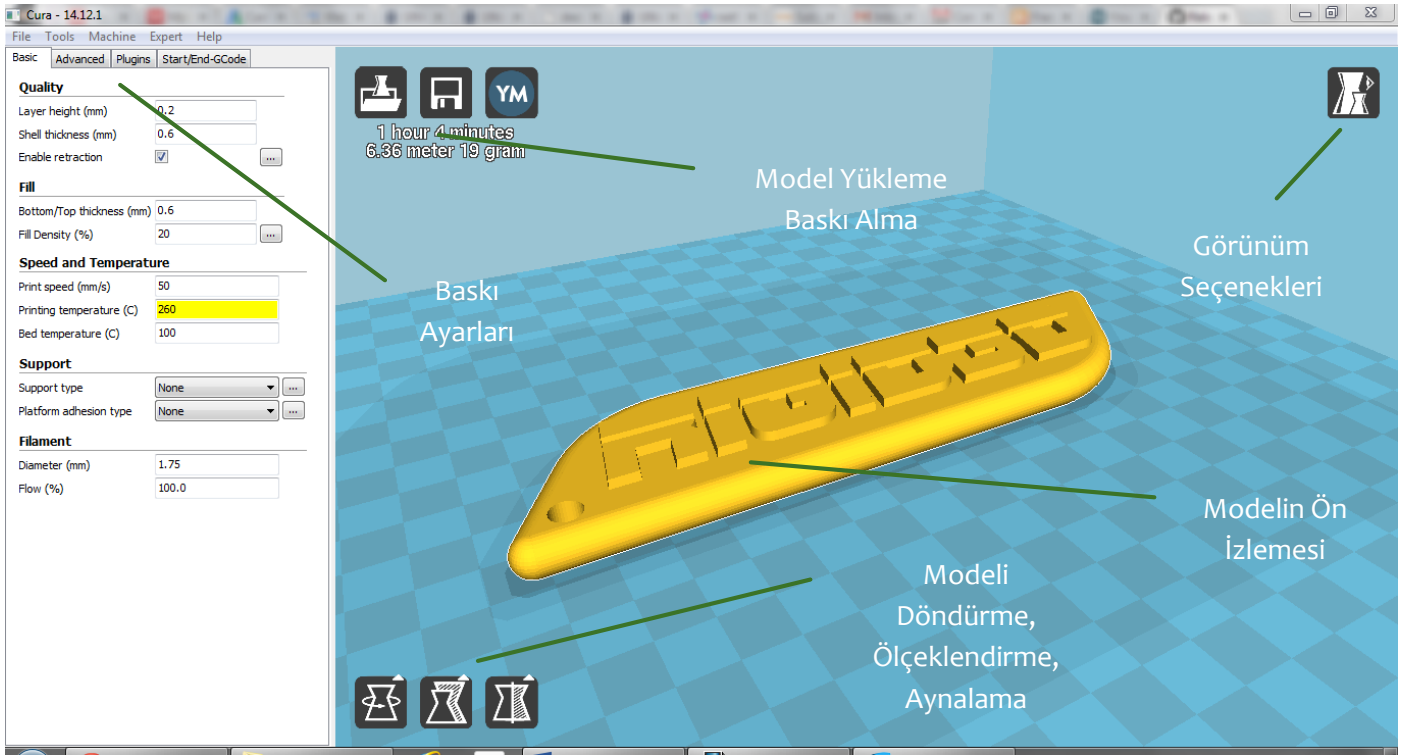 Cura - 14.12.1
File Tools Machine Expert Help
Basic Advanced Plugins Start/End-GCode
Quality
Layer height (mm) 0.2
Shell thickness (mm) 0.6
Enable retraction ...
Fill
Bottom/Top thickness (mm) 0.6
Fill Density (%) 20 ...
Speed and Temperature
Print speed (mm/s) 50
Printing temperature (C) 260
Bed temperature (C) 100
Support
Support type None ...
Platform adhesion type None ...
Filament
Diameter (mm) 1.75
Flow (%) 100.0
YM
1 hour 4 minutes
6.36 meter 19 gram
Model Yükleme
Baskı Alma
Görünüm
Seçenekleri
Baskı
Ayarları
Modelin Ön
İzlemesi
Modeli
Döndürme,
Ölçeklendirme,
Aynalama